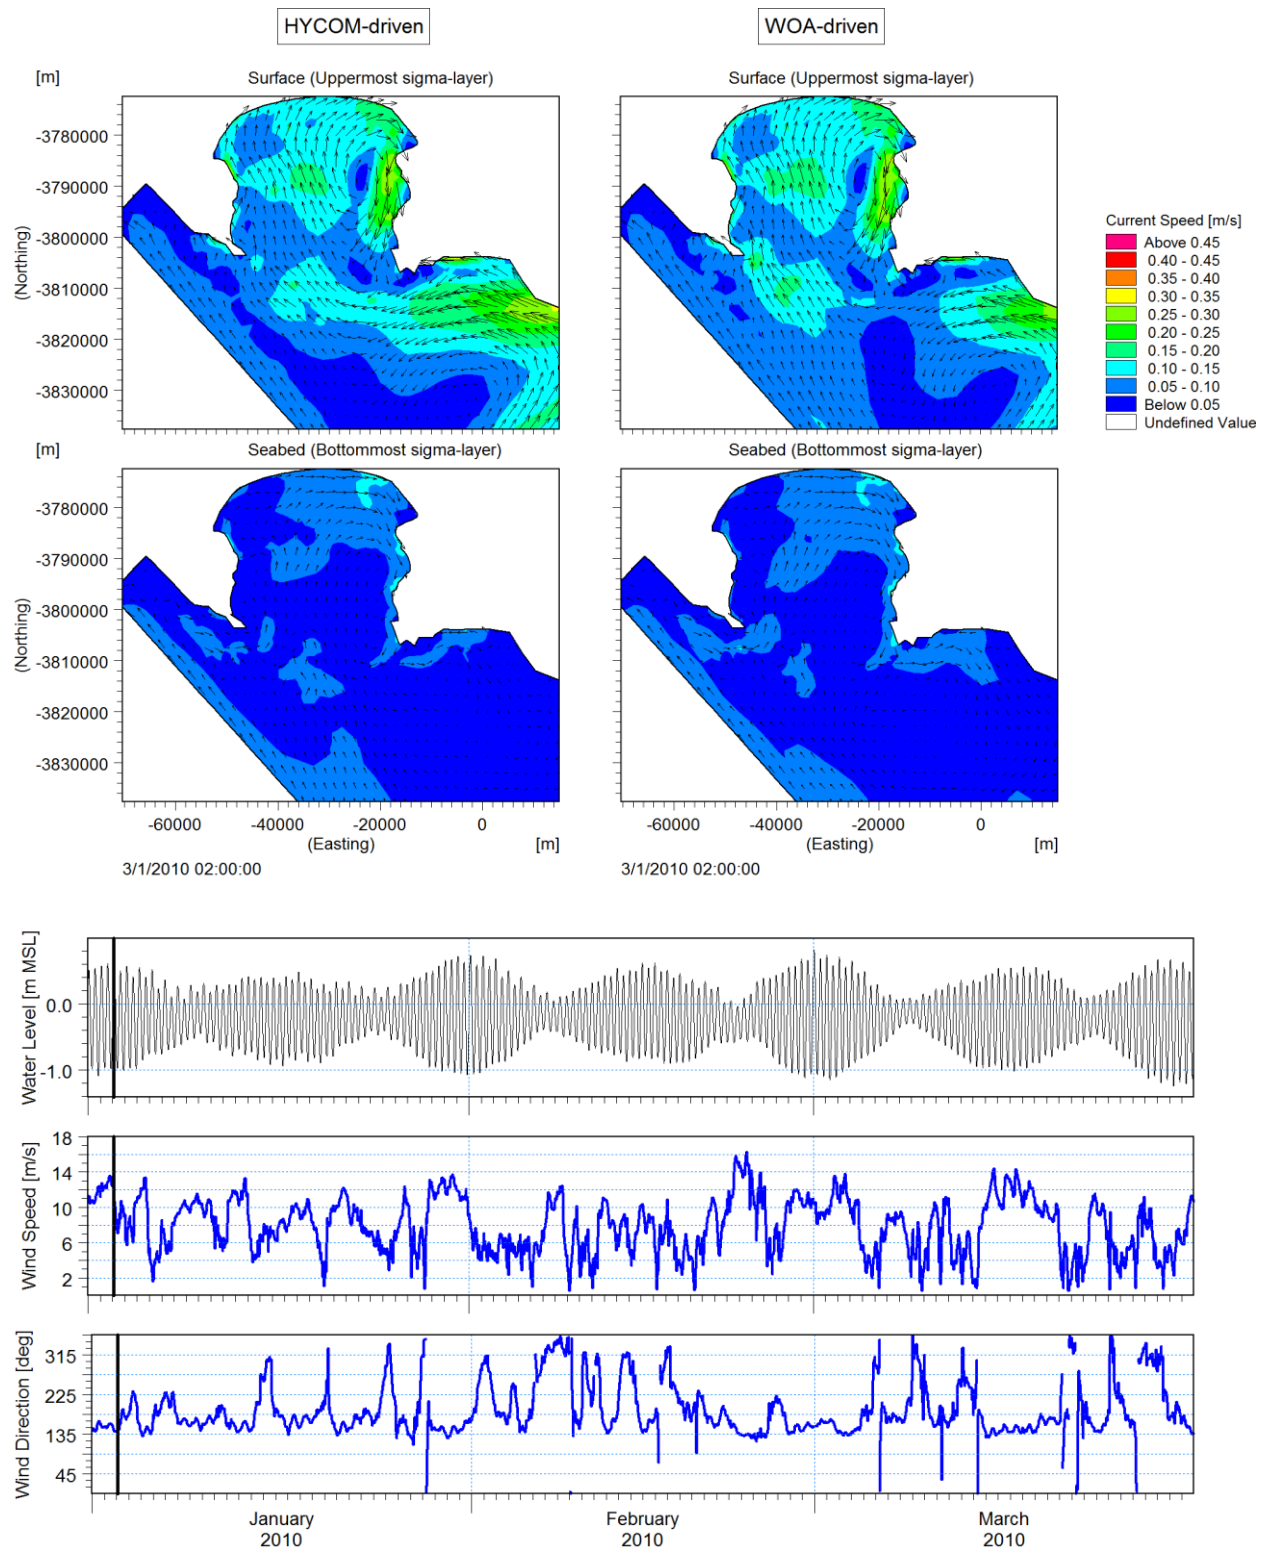 HYCOM-driven
WOA-driven
[m]
Surface (Uppermost sigma-layer)
Surface (Uppermost sigma-layer)
-3780000
-3790000
-3800000
-3810000
-3820000
-3830000
(Northing)
Current Speed [m/s]
Above 0.45
0.40 - 0.45
0.35 - 0.40
0.30 - 0.35
0.25 - 0.30
0.20 - 0.25
0.15 - 0.20
0.10 - 0.15
0.05 - 0.10
Below 0.05
Undefined Value
[m]
Seabed (Bottommost sigma-layer)
Seabed (Bottommost sigma-layer)
-3780000
-3790000
-3800000
-3810000
-3820000
-3830000
(Northing)
-60000 -40000 -20000 0
(Easting) [m]
-60000 -40000 -20000 0
(Easting) [m]
3/1/2010 02:00:00
3/1/2010 02:00:00
Water Level [m MSL]
0.0
-1.0
Wind Speed [m/s]
18
14
10
6
2
Wind Direction [deg]
315
225
135
45
January
2010
February
2010
March
2010